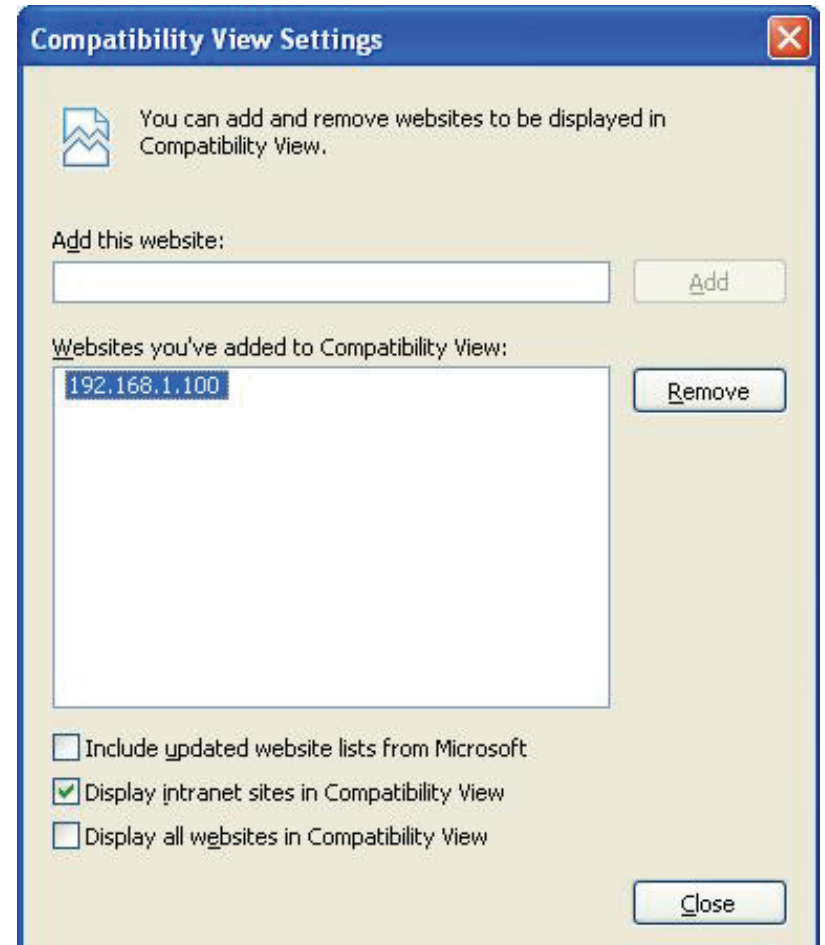 Compatibility View Settings
You can add and remove websites to be displayed in
Compatibility View.
Add this website:
Add
Websites you've added to Compatibility View:
192.168.1.100
Remove
Include updated website lists from Microsoft
Display intranet sites in Compatibility View
Display all websites in Compatibility View
Close